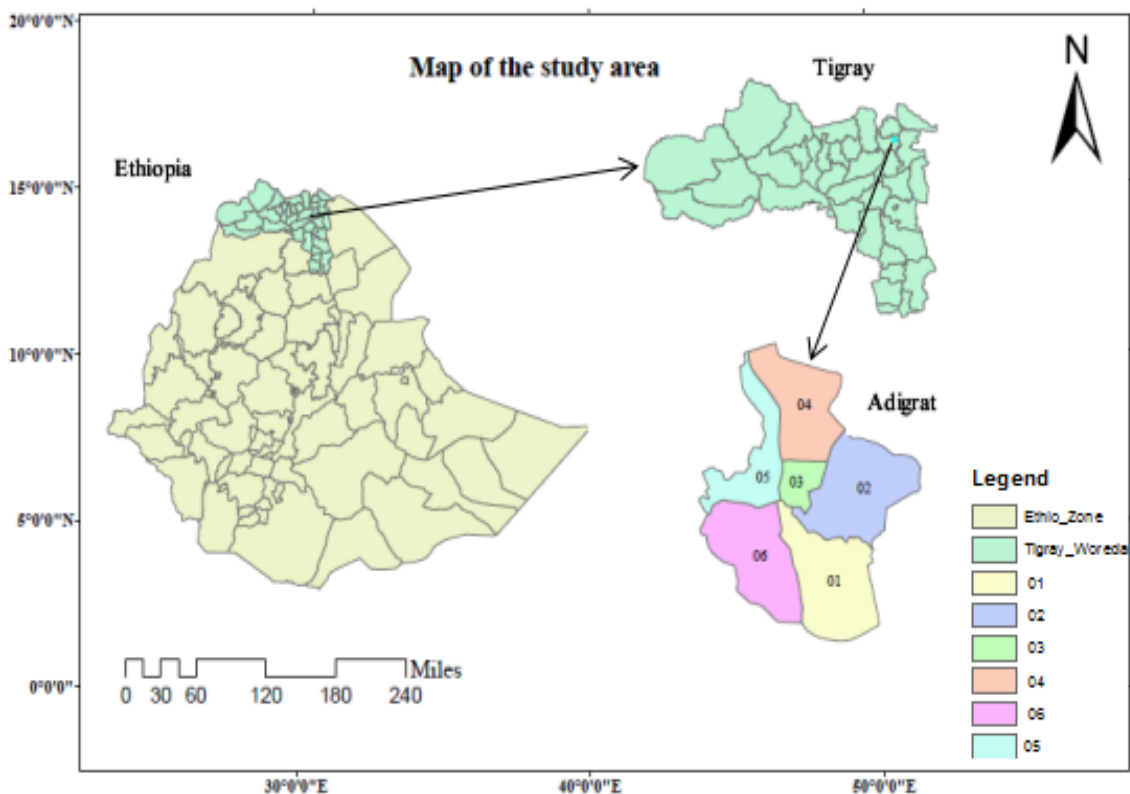 20°0'0"N
Map of the study area
Tigray
N
Ethiopia
15°0'0"N
10°0'0"N
Adigrat
04
05
03
02
06
01
5°0'0"N
0°0'0"
Legend
Ethio_Zone
Tigray_Woreda
01
02
03
04
06
05
Miles
0 30 60 120 180 240
30°0'0"E 40°0'0"E 50°0'0"E